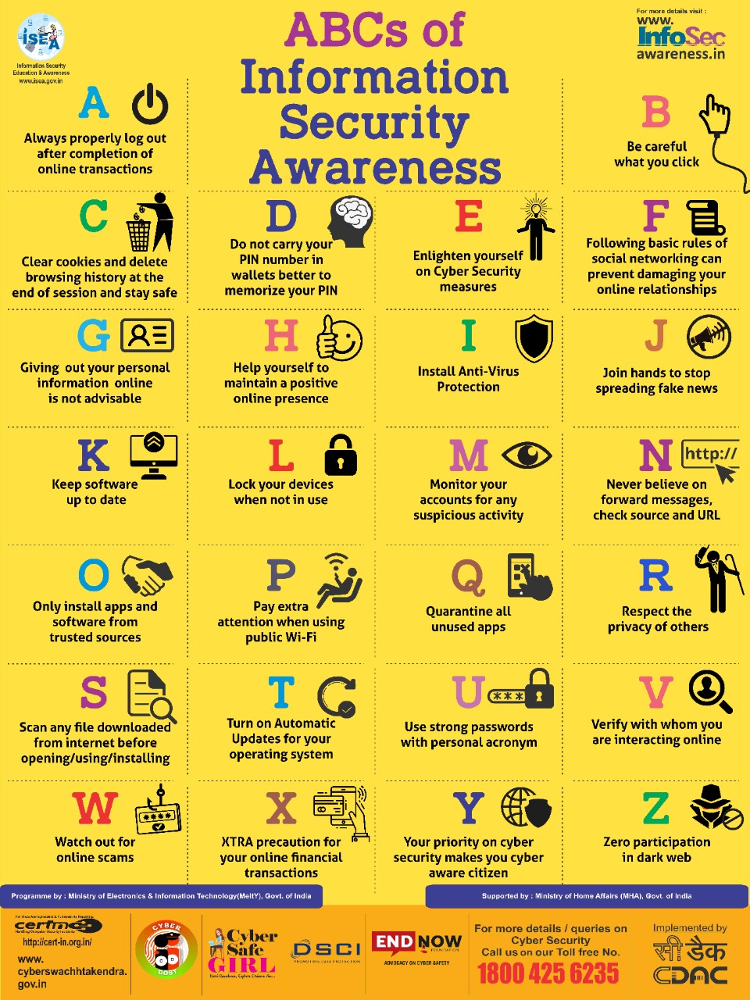 iSEA
Information Security
Education & Awareness
www.isea.gov.in
ABCs of
Information
Security
Awareness
For more details visit :
www.
InfoSec
awareness.in
A
Always properly log out
after completion of
online transactions
B
Be careful
what you click
C
Clear cookies and delete
browsing history at the
end of session and stay safe
D
Do not carry your
PIN number in
wallets better to
memorize your PIN
E
Enlighten yourself
on Cyber Security
measures
F
Following basic rules of
social networking can
prevent damaging your
online relationships
G
Giving out your personal
information online
is not advisable
H
Help yourself to
maintain a positive
online presence
I
Install Anti-Virus
Protection
J
Join hands to stop
spreading fake news
K
Keep software
up to date
L
Lock your devices
when not in use
M
Monitor your
accounts for any
suspicious activity
N
http://
Never believe on
forward messages,
check source and URL
O
Only install apps and
software from
trusted sources
P
Pay extra
attention when using
public Wi-Fi
Q
Quarantine all
unused apps
R
Respect the
privacy of others
S
Scan any file downloaded
from internet before
opening/using/installing
T
Turn on Automatic
Updates for your
operating system
U
***
Use strong passwords
with personal acronym
V
Verify with whom you
are interacting online
W
****
Watch out for
online scams
X
XTRA precaution for
your online financial
transactions
Y
Your priority on cyber
security makes you cyber
aware citizen
Z
Zero participation
in dark web
Programme by : Ministry of Electronics & Information Technology(MeitY), Govt. of India
Supported by : Ministry of Home Affairs (MHA), Govt. of India
Handling Computer Security Incidents
http://cert-in.org.in/
www.
cyberswachhtakendra.
gov.in
CYBER
DOST
Cyber
Safe
GIRL
DSCI
PROMOTING DATA PROTECTION
END NOW
FOUNDATION
ADVOCACY ON CYBER SAFETY
For more details / queries on
Cyber Security
Call us on our Toll free No.
1800 425 6235
Implemented by
सी डैक
CDAC